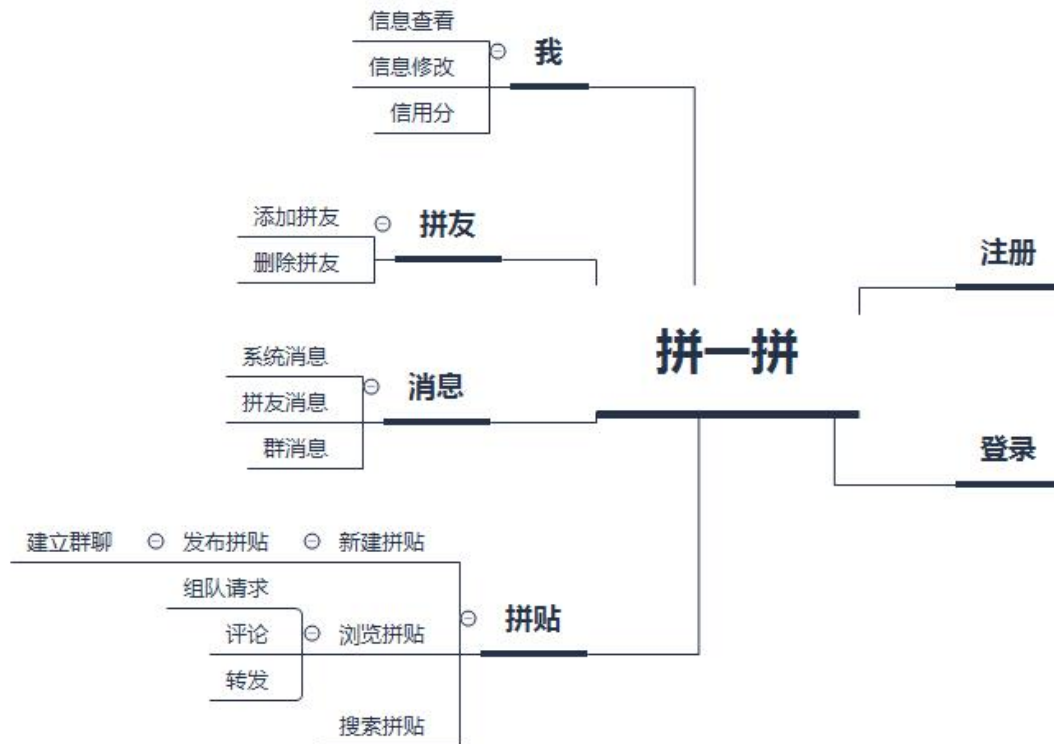 信息查看
我
信息修改
信用分
添加拼友
拼友
删除拼友
注册
拼一拼
系统消息
消息
拼友消息
群消息
登录
建立群聊 发布拼贴 新建拼贴
组队请求
拼贴
评论 浏览拼贴
转发
搜索拼贴